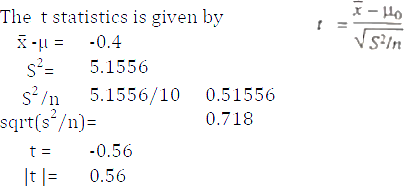 The t statistics is given by
x̄ -μ = -0.4
S²= 5.1556
S²/n 5.1556/10 0.51556
sqrt(s²/n)= 0.718
t = -0.56
|t |= 0.56
t = x̄ − μ₀ / √S²/n